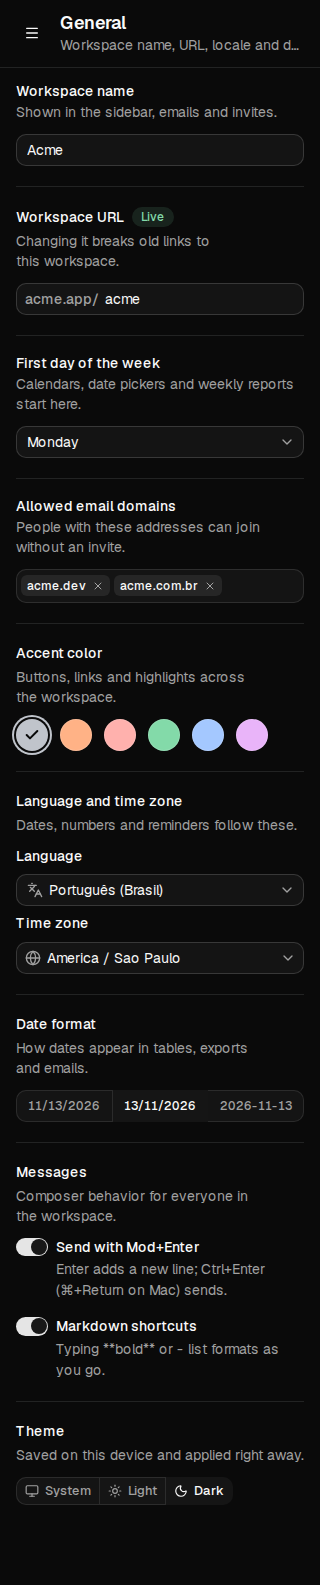 General
Workspace name, URL, locale and d...
Workspace name
Shown in the sidebar, emails and invites.
Acme
Workspace URL Live
Changing it breaks old links to
this workspace.
acme.app/ acme
First day of the week
Calendars, date pickers and weekly reports
start here.
Monday
Allowed email domains
People with these addresses can join
without an invite.
acme.dev acme.com.br
Accent color
Buttons, links and highlights across
the workspace.
Language and time zone
Dates, numbers and reminders follow these.
Language
Português (Brasil)
Time zone
America / Sao Paulo
Date format
How dates appear in tables, exports
and emails.
11/13/2026 13/11/2026 2026-11-13
Messages
Composer behavior for everyone in
the workspace.
Send with Mod+Enter
Enter adds a new line; Ctrl+Enter
(⌘+Return on Mac) sends.
Markdown shortcuts
Typing **bold** or - list formats as
you go.
Theme
Saved on this device and applied right away.
System Light Dark